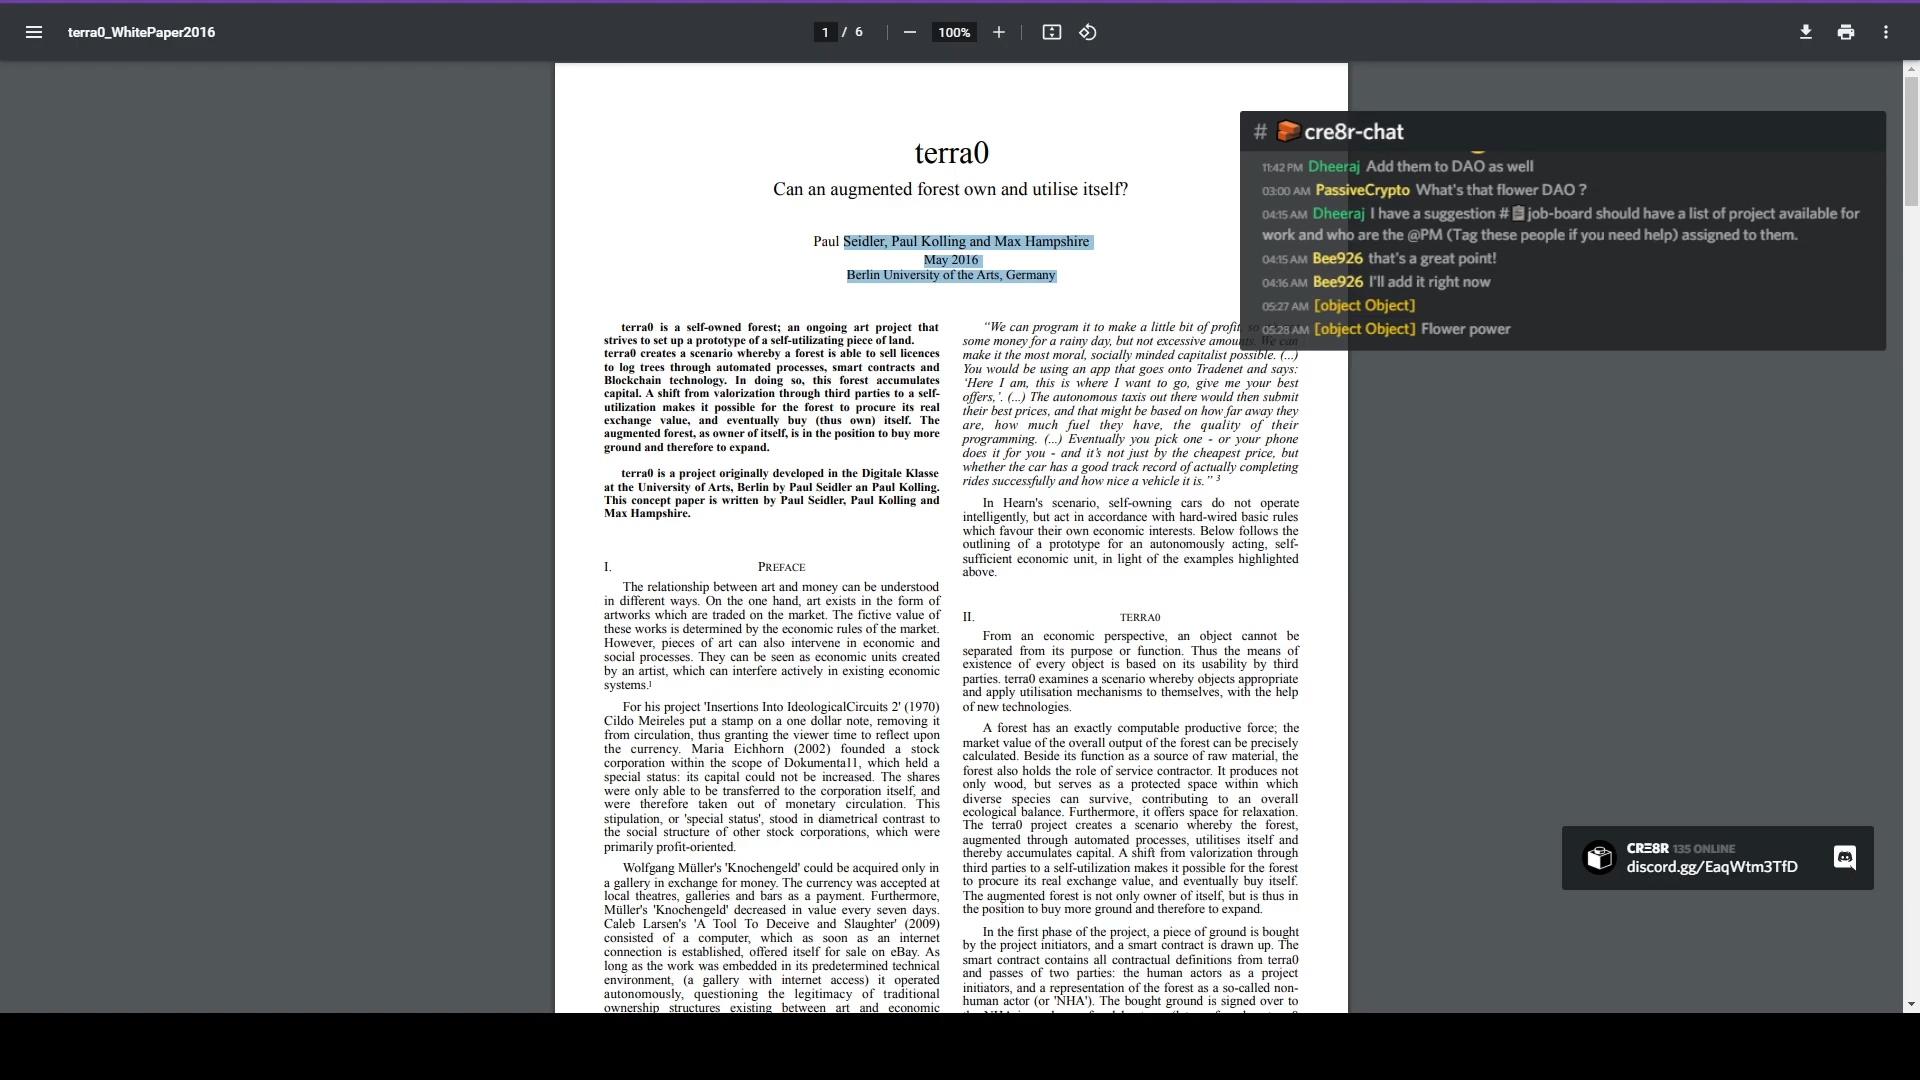 terra0_WhitePaper2016
1 / 6
100%
terra0
Can an augmented forest own and utilise itself?
Paul Seidler, Paul Kolling and Max Hampshire
May 2016
Berlin University of the Arts, Germany
terra0 is a self-owned forest; an ongoing art project that
strives to set up a prototype of a self-utilizating piece of land.
terra0 creates a scenario whereby a forest is able to sell licences
to log trees through automated processes, smart contracts and
Blockchain technology. In doing so, this forest accumulates
capital. A shift from valorization through third parties to a self-
utilization makes it possible for the forest to procure its real
exchange value, and eventually buy (thus own) itself. The
augmented forest, as owner of itself, is in the position to buy more
ground and therefore to expand.
terra0 is a project originally developed in the Digitale Klasse
at the University of Arts, Berlin by Paul Seidler an Paul Kolling.
This concept paper is written by Paul Seidler, Paul Kolling and
Max Hampshire.
I. PREFACE
The relationship between art and money can be understood
in different ways. On the one hand, art exists in the form of
artworks which are traded on the market. The fictive value of
these works is determined by the economic rules of the market.
However, pieces of art can also intervene in economic and
social processes. They can be seen as economic units created
by an artist, which can interfere actively in existing economic
systems.¹
For his project 'Insertions Into IdeologicalCircuits 2' (1970)
Cildo Meireles put a stamp on a one dollar note, removing it
from circulation, thus granting the viewer time to reflect upon
the currency. Maria Eichhorn (2002) founded a stock
corporation within the scope of Dokumenta11, which held a
special status: its capital could not be increased. The shares
were only able to be transferred to the corporation itself, and
were therefore taken out of monetary circulation. This
stipulation, or 'special status', stood in diametrical contrast to
the social structure of other stock corporations, which were
primarily profit-oriented.
Wolfgang Müller's 'Knochengeld' could be acquired only in
a gallery in exchange for money. The currency was accepted at
local theatres, galleries and bars as a payment. Furthermore,
Müller's 'Knochengeld' decreased in value every seven days.
Caleb Larsen's 'A Tool To Deceive and Slaughter' (2009)
consisted of a computer, which as soon as an internet
connection is established, offered itself for sale on eBay. As
long as the work was embedded in its predetermined technical
environment, (a gallery with internet access) it operated
autonomously, questioning the legitimacy of traditional
ownership structures existing between art and economic
“We can program it to make a little bit of profit, so
some money for a rainy day, but not excessive amounts. We can
make it the most moral, socially minded capitalist possible. (...)
You would be using an app that goes onto Tradenet and says:
‘Here I am, this is where I want to go, give me your best
offers,’. (...) The autonomous taxis out there would then submit
their best prices, and that might be based on how far away they
are, how much fuel they have, the quality of their
programming. (...) Eventually you pick one - or your phone
does it for you - and it's not just by the cheapest price, but
whether the car has a good track record of actually completing
rides successfully and how nice a vehicle it is.” ³
In Hearn's scenario, self-owning cars do not operate
intelligently, but act in accordance with hard-wired basic rules
which favour their own economic interests. Below follows the
outlining of a prototype for an autonomously acting, self-
sufficient economic unit, in light of the examples highlighted
above.
II. TERRA0
From an economic perspective, an object cannot be
separated from its purpose or function. Thus the means of
existence of every object is based on its usability by third
parties. terra0 examines a scenario whereby objects appropriate
and apply utilisation mechanisms to themselves, with the help
of new technologies.
A forest has an exactly computable productive force; the
market value of the overall output of the forest can be precisely
calculated. Beside its function as a source of raw material, the
forest also holds the role of service contractor. It produces not
only wood, but serves as a protected space within which
diverse species can survive, contributing to an overall
ecological balance. Furthermore, it offers space for relaxation.
The terra0 project creates a scenario whereby the forest,
augmented through automated processes, utilitises itself and
thereby accumulates capital. A shift from valorization through
third parties to a self-utilization makes it possible for the forest
to procure its real exchange value, and eventually buy itself.
The augmented forest is not only owner of itself, but is thus in
the position to buy more ground and therefore to expand.
In the first phase of the project, a piece of ground is bought
by the project initiators, and a smart contract is drawn up. The
smart contract contains all contractual definitions from terra0
and passes of two parties: the human actors as a project
initiators, and a representation of the forest as a so-called non-
human actor (or 'NHA'). The bought ground is signed over to
# cre8r-chat
11:42 PM Dheeraj Add them to DAO as well
03:00 AM PassiveCrypto What's that flower DAO ?
04:15 AM Dheeraj I have a suggestion # job-board should have a list of project available for
work and who are the @PM (Tag these people if you need help) assigned to them.
04:15 AM Bee926 that's a great point!
04:16 AM Bee926 I'll add it right now
05:27 AM [object Object]
05:28 AM [object Object] Flower power
CRE8R 135 ONLINE
discord.gg/EaqWtm3TfD